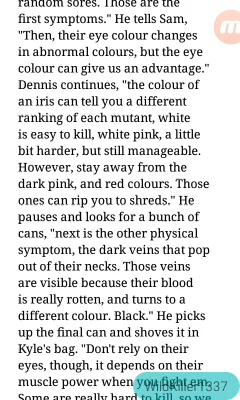 random sores. Those are the
first symptoms." He tells Sam,
"Then, their eye colour changes
in abnormal colours, but the eye
colour can give us an advantage."
Dennis continues, "the colour of
an iris can tell you a different
ranking of each mutant, white
is easy to kill, white pink, a little
bit harder, but still manageable.
However, stay away from the
dark pink, and red colours. Those
ones can rip you to shreds." He
pauses and looks for a bunch of
cans, "next is the other physical
symptom, the dark veins that pop
out of their necks. Those veins
are visible because their blood
is really rotten, and turns to a
different colour. Black." He picks
up the final can and shoves it in
Kyle's bag. "Don't rely on their
eyes, though, it depends on their
muscle power when you fight em.
Some are really hard to kill, so we
WildKiller1337
m